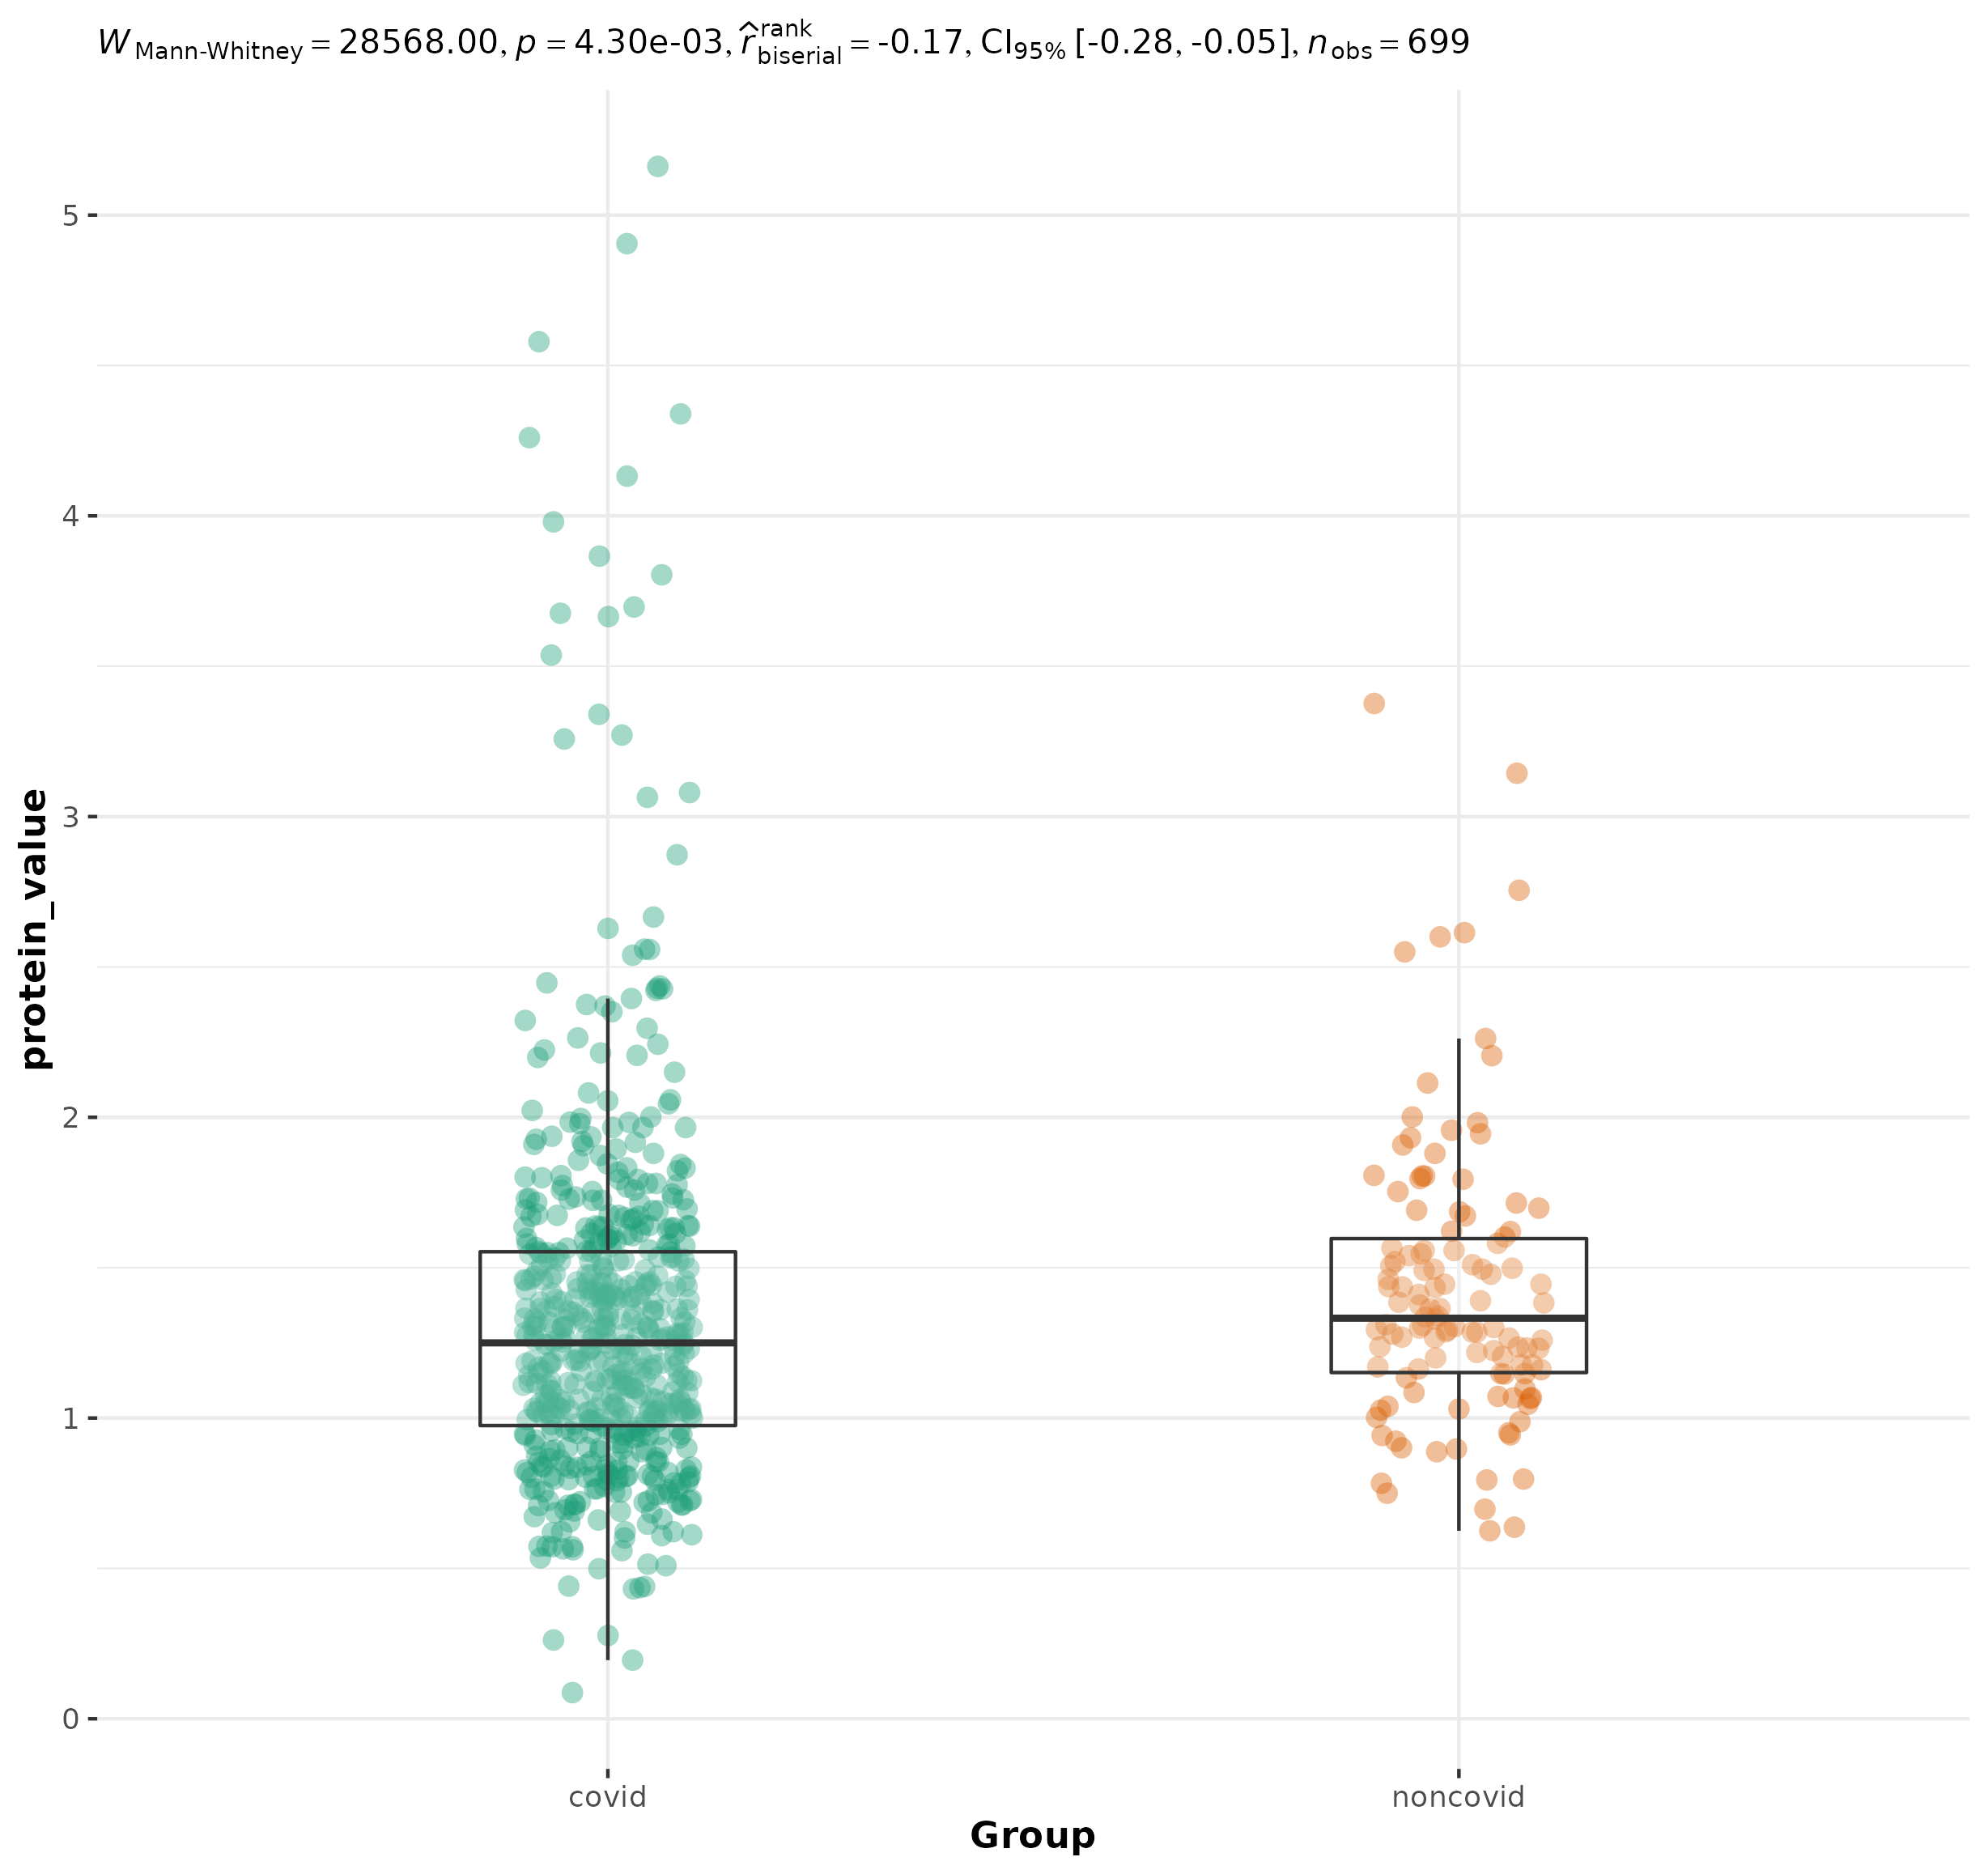 W Mann-Whitney = 28568.00, p = 4.30e-03, r̂ rank biserial = -0.17, CI95% [-0.28, -0.05], nobs = 699
5
4
3
2
1
0
protein_value
covid noncovid
Group